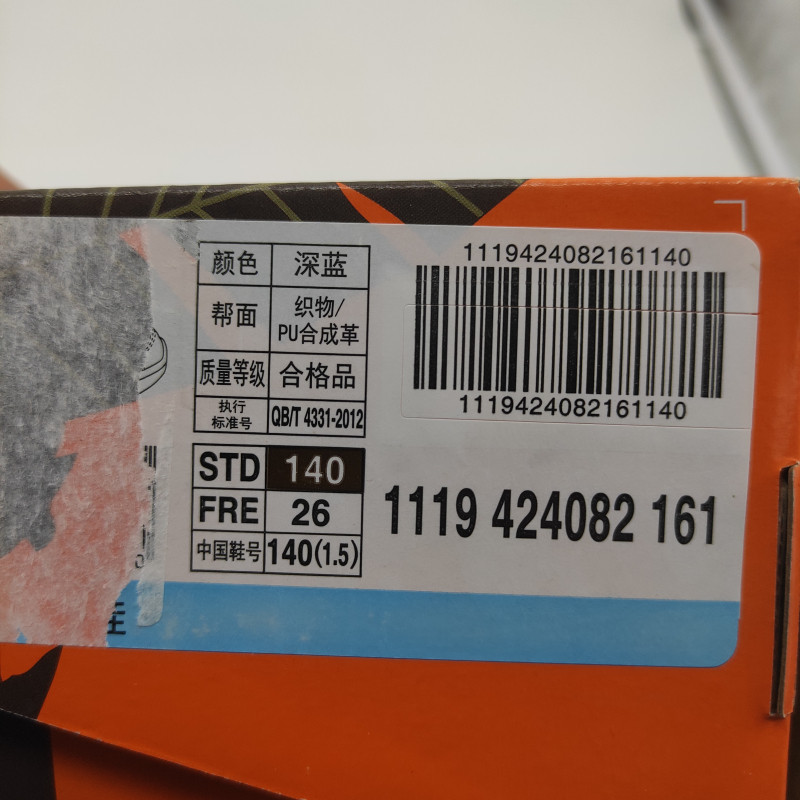 颜色 深蓝
帮面 织物/
PU合成革
质量等级 合格品
执行
标准号 QB/T 4331-2012
STD 140
FRE 26
中国鞋号 140(1.5)
1119424082161140
1119424082161140
1119 424082 161